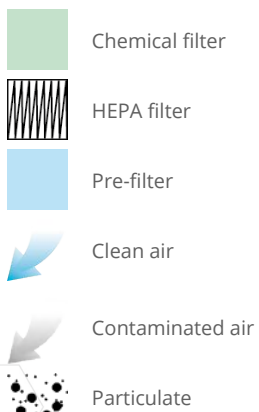 Chemical filter
HEPA filter
Pre-filter
Clean air
Contaminated air
Particulate